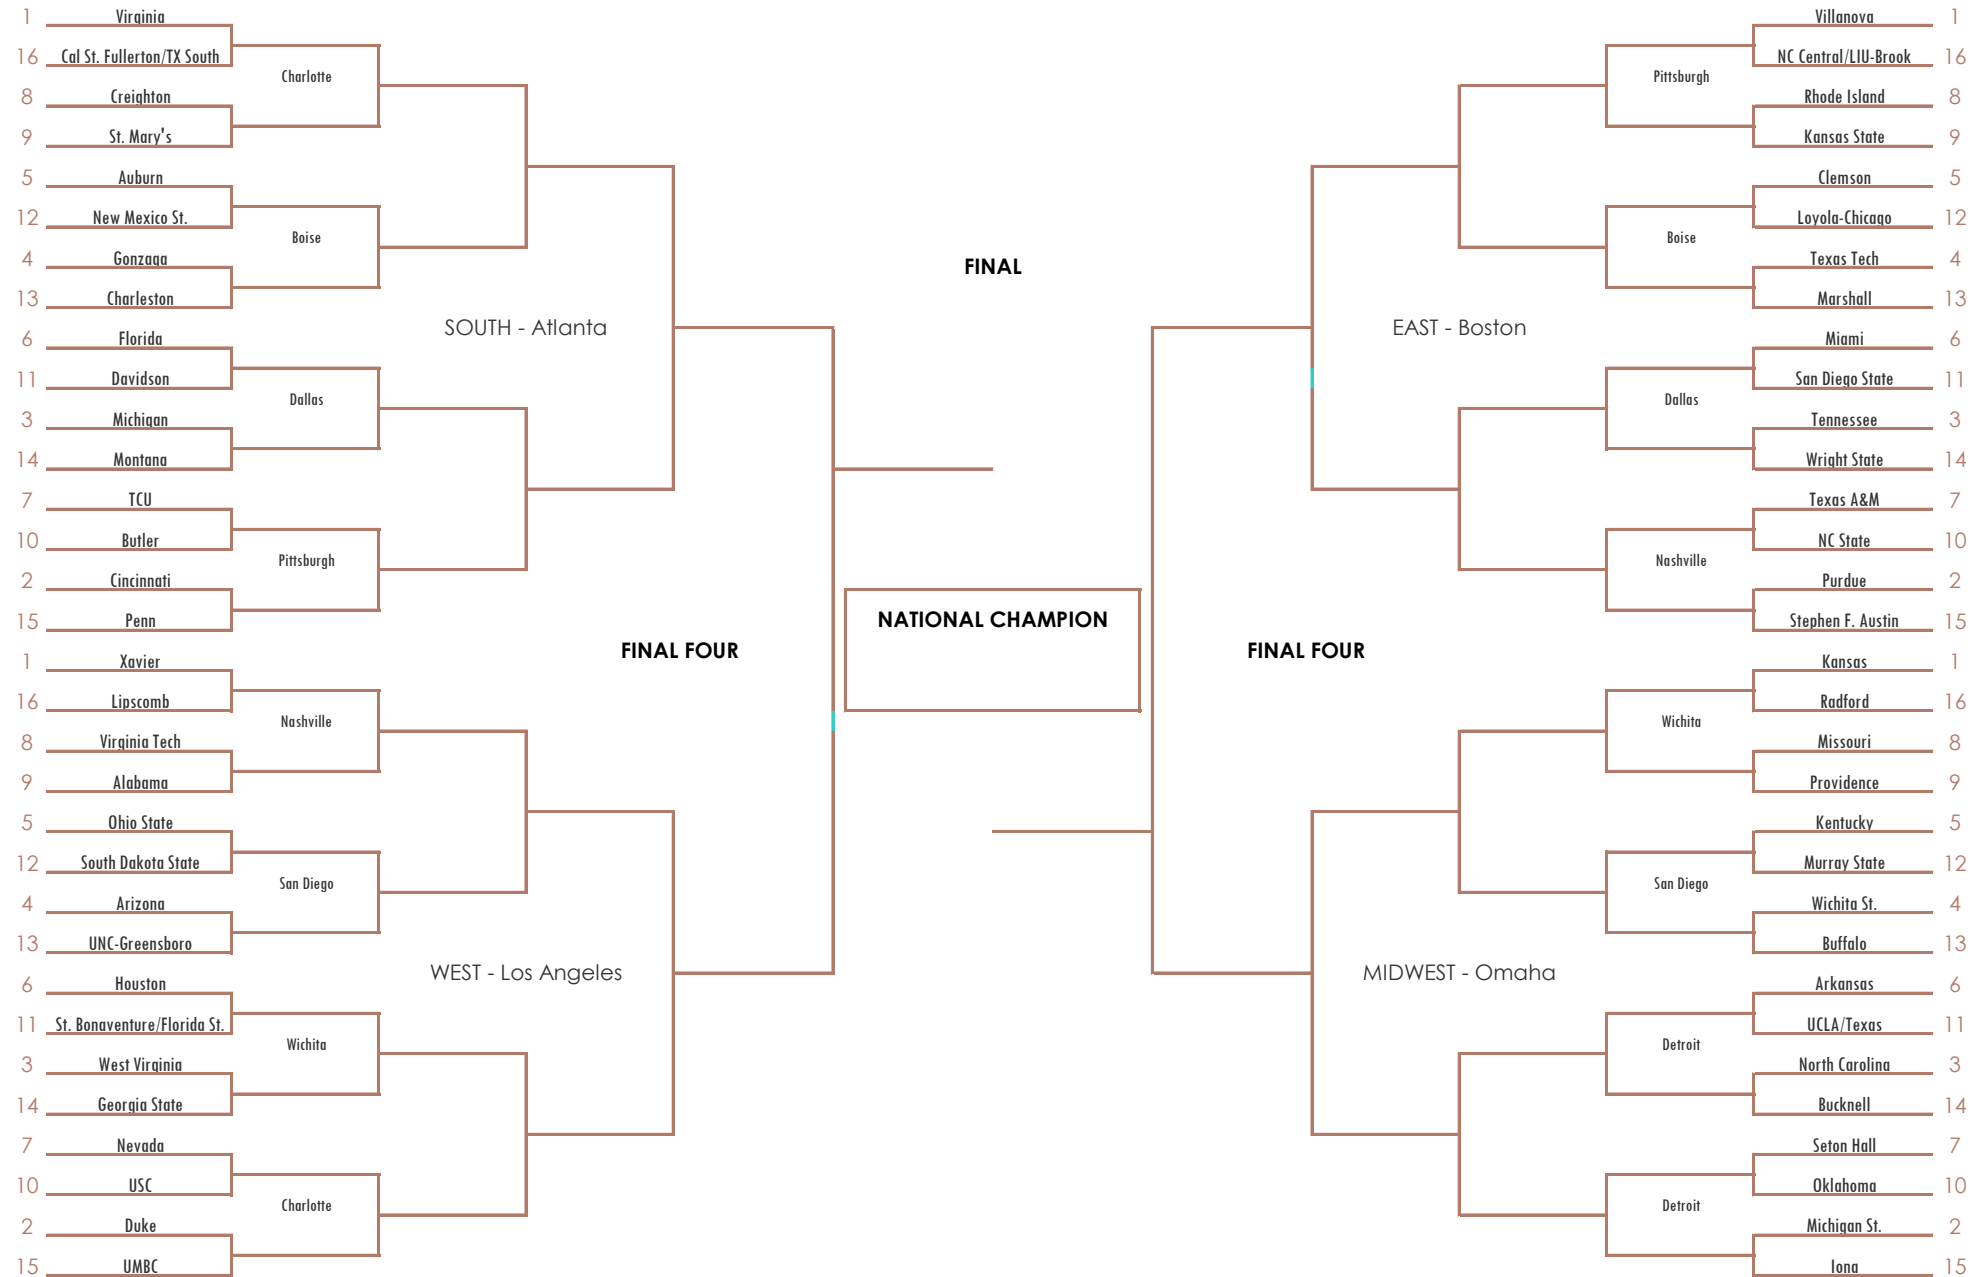 1 Virginia
16 Cal St. Fullerton/TX South
Charlotte
8 Creighton
9 St. Mary's
5 Auburn
12 New Mexico St.
Boise
4 Gonzaga
13 Charleston
SOUTH - Atlanta
6 Florida
11 Davidson
Dallas
3 Michigan
14 Montana
7 TCU
10 Butler
Pittsburgh
2 Cincinnati
15 Penn
FINAL FOUR
1 Xavier
16 Lipscomb
Nashville
8 Virginia Tech
9 Alabama
5 Ohio State
12 South Dakota State
San Diego
4 Arizona
13 UNC-Greensboro
WEST - Los Angeles
6 Houston
11 St. Bonaventure/Florida St.
Wichita
3 West Virginia
14 Georgia State
7 Nevada
10 USC
Charlotte
2 Duke
15 UMBC
FINAL
NATIONAL CHAMPION
Villanova 1
NC Central/LIU-Brook 16
Pittsburgh
Rhode Island 8
Kansas State 9
Clemson 5
Loyola-Chicago 12
Boise
Texas Tech 4
Marshall 13
EAST - Boston
Miami 6
San Diego State 11
Dallas
Tennessee 3
Wright State 14
Texas A&M 7
NC State 10
Nashville
Purdue 2
Stephen F. Austin 15
FINAL FOUR
Kansas 1
Radford 16
Wichita
Missouri 8
Providence 9
Kentucky 5
Murray State 12
San Diego
Wichita St. 4
Buffalo 13
MIDWEST - Omaha
Arkansas 6
UCLA/Texas 11
Detroit
North Carolina 3
Bucknell 14
Seton Hall 7
Oklahoma 10
Detroit
Michigan St. 2
Iona 15